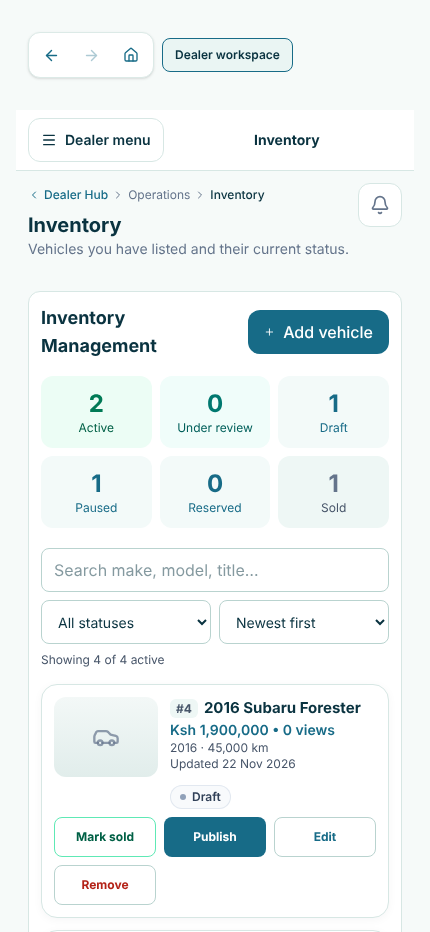 Dealer workspace
Dealer menu
Inventory
Dealer Hub Operations Inventory
Inventory
Vehicles you have listed and their current status.
Inventory
Management
+ Add vehicle
2
Active
0
Under review
1
Draft
1
Paused
0
Reserved
1
Sold
Search make, model, title...
All statuses
Newest first
Showing 4 of 4 active
#4 2016 Subaru Forester
Ksh 1,900,000 • 0 views
2016 · 45,000 km
Updated 22 Nov 2026
Draft
Mark sold
Publish
Edit
Remove